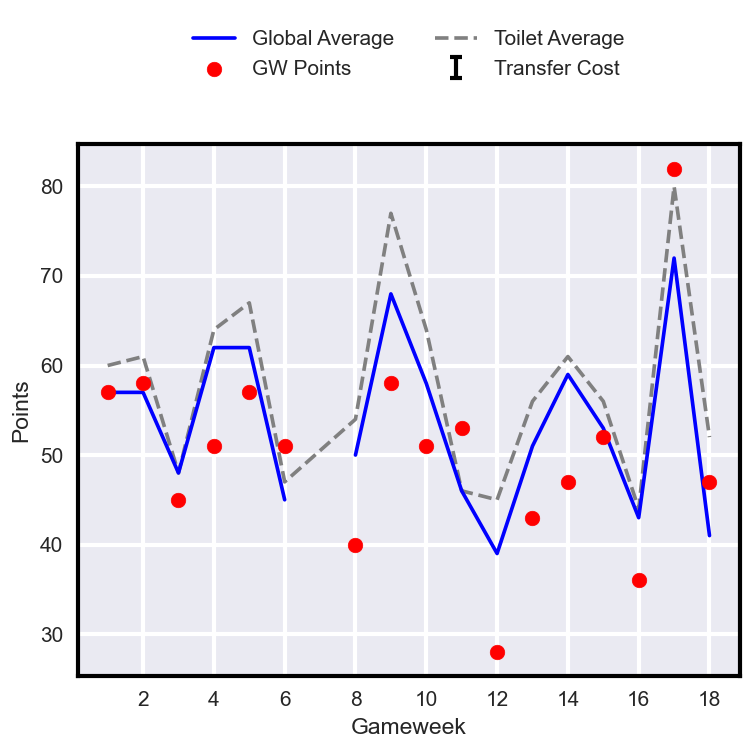 Global Average
Toilet Average
GW Points
Transfer Cost
80
70
60
50
40
30
Points
2 4 6 8 10 12 14 16 18
Gameweek